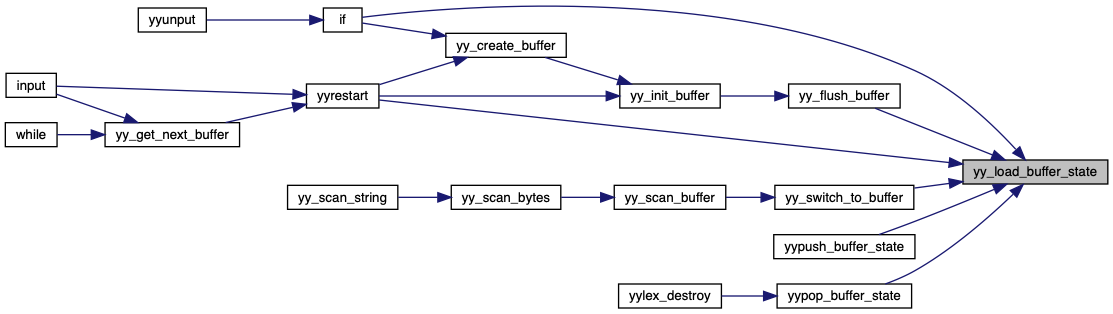 yyunput
if
yy_create_buffer
input
yyrestart
yy_init_buffer
yy_flush_buffer
while
yy_get_next_buffer
yy_load_buffer_state
yy_scan_string
yy_scan_bytes
yy_scan_buffer
yy_switch_to_buffer
yypush_buffer_state
yylex_destroy
yypop_buffer_state